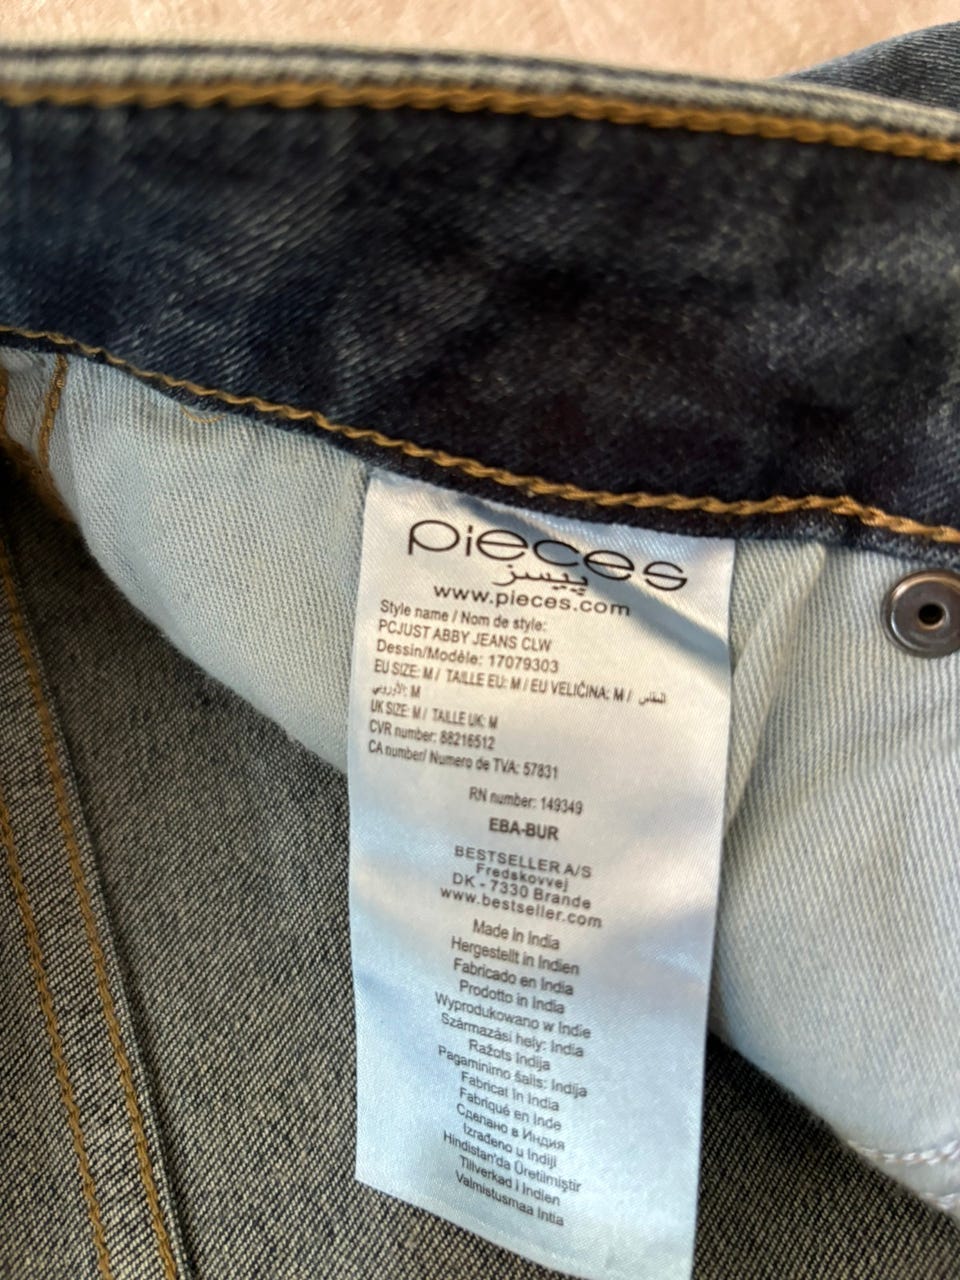 pieces
پيسز
www.pieces.com
Style name / Nom de style:
PCJUST ABBY JEANS CLW
Dessin/Modèle: 17079303
EU SIZE: M / TAILLE EU: M / EU VELIČINA: M / المقاس
الأوروبي: M
UK SIZE: M / TAILLE UK: M
CVR number: 88216512
CA number/ Numero de TVA: 57831
RN number: 149349
EBA-BUR
BESTSELLER A/S
Fredskovvej
DK - 7330 Brande
www.bestseller.com
Made in India
Hergestellt in Indien
Fabricado en India
Prodotto in India
Wyprodukowano w Indie
Származási hely: India
Ražots Indija
Pagaminimo šalis: Indija
Fabricat in India
Fabriqué en Inde
Сделано в Индия
Izrađeno u Indiji
Hindistan'da Üretilmiştir
Tillverkad i Indien
Valmistusmaa Intia